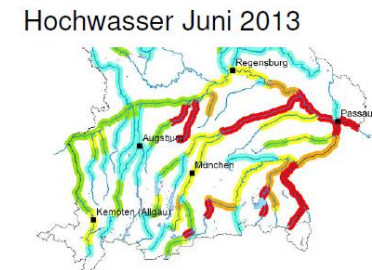 Hochwasser Juni 2013
Regensburg
Passau
Augsburg
München
Kempten (Allgäu)